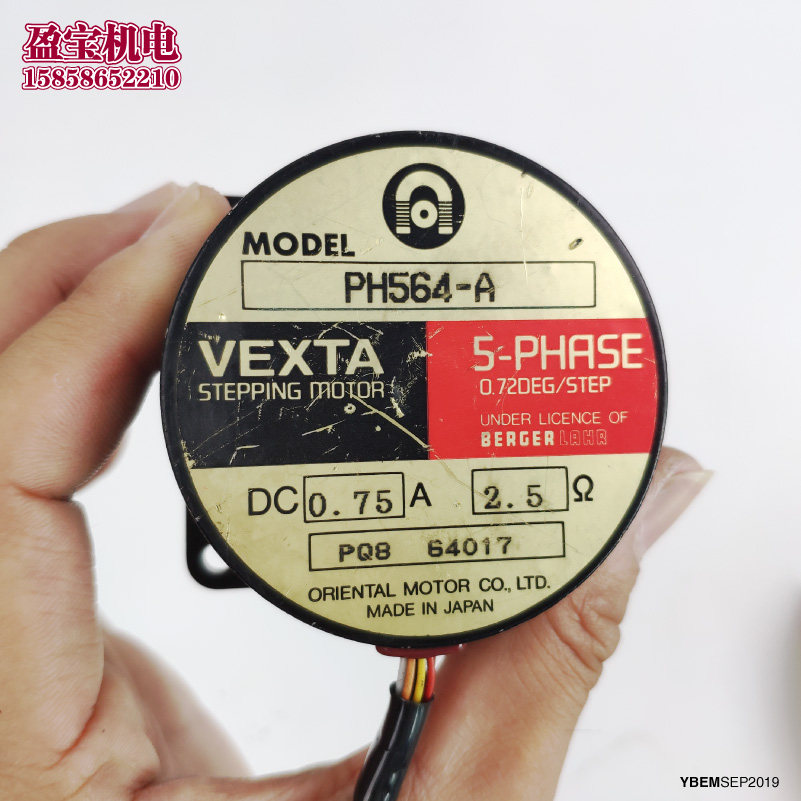 盈宝机电
15858652210
MODEL
PH564-A
VEXTA
STEPPING MOTOR
5-PHASE
0.72DEG/STEP
UNDER LICENCE OF
BERGER LAHR
DC 0.75 A 2.5 Ω
PQ8 64017
ORIENTAL MOTOR CO., LTD.
MADE IN JAPAN
YBEMSEP2019